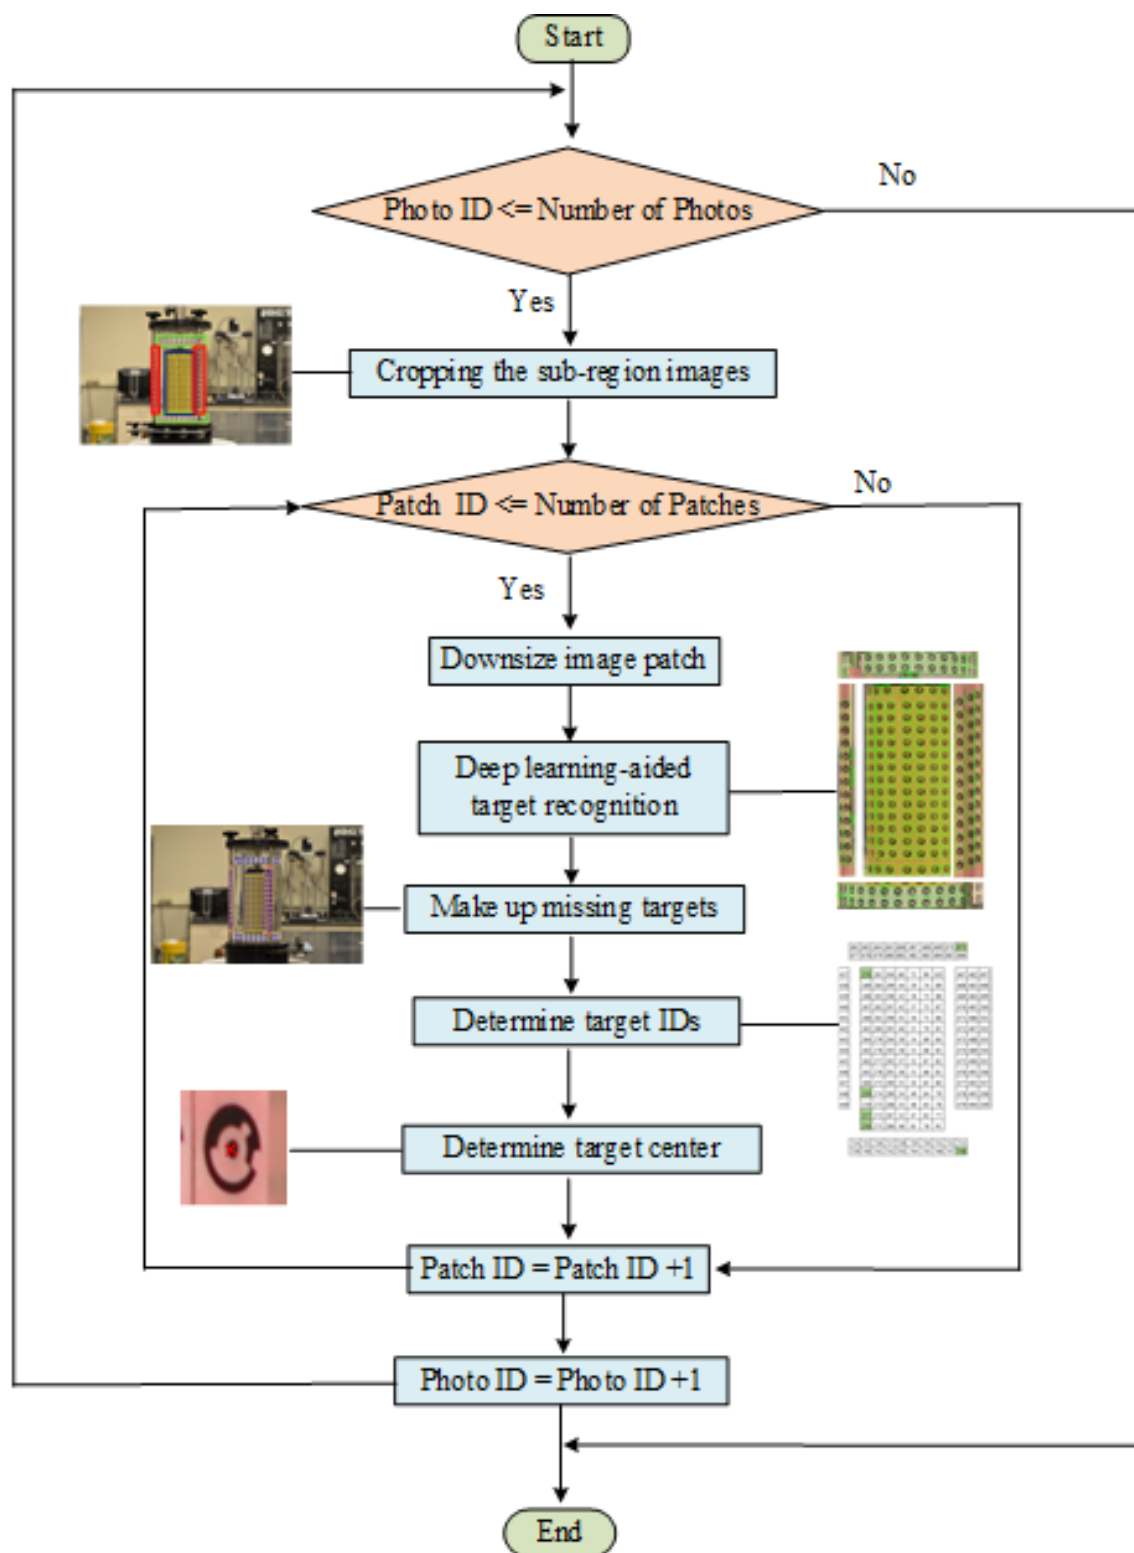 Start
Photo ID <= Number of Photos
No
Yes
Cropping the sub-region images
Patch ID <= Number of Patches
No
Yes
Downsize image patch
Deep learning-aided
target recognition
Make up missing targets
Determine target IDs
Determine target center
Patch ID = Patch ID +1
Photo ID = Photo ID +1
End